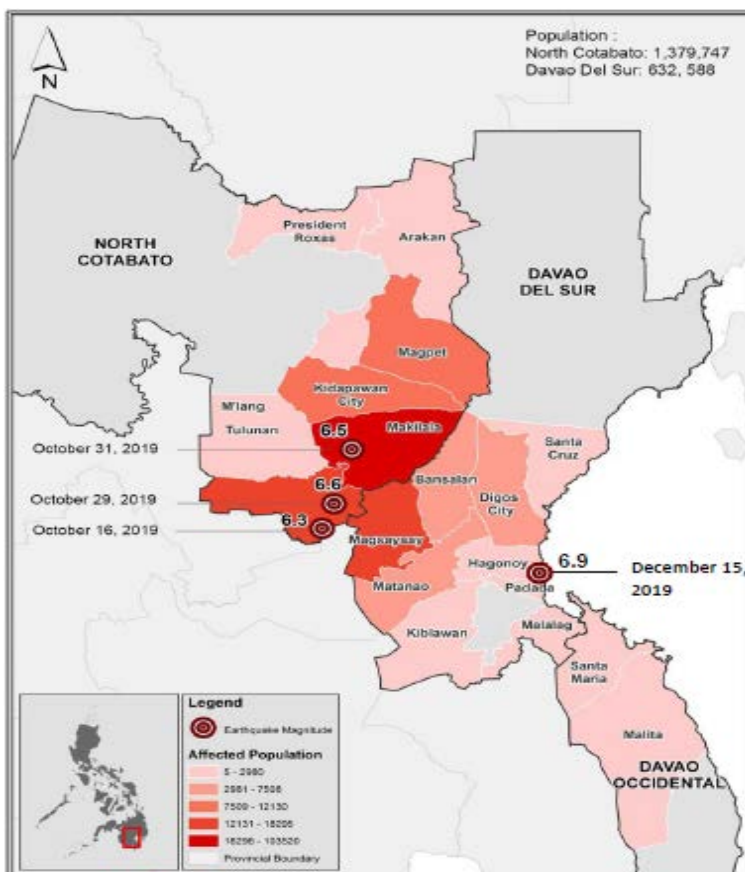 Population :
North Cotabato: 1,379,747
Davao Del Sur: 632, 588
N
President
Roxas
Arakan
NORTH
COTABATO
DAVAO
DEL SUR
Magpet
Kidapawan
City
M'lang
Tulunan
6.5
Makilala
October 31, 2019
Santa
Cruz
Bansalan
6.6
October 29, 2019
Digos
City
6.3
October 16, 2019
Magsaysay
Hagonoy
6.9
December 15,
2019
Matanao
Padada
Kiblawan
Malalag
Santa
Maria
Malita
DAVAO
OCCIDENTAL
Legend
Earthquake Magnitude
Affected Population
5 - 2980
2981 - 7508
7509 - 12130
12131 - 18295
18296 - 103520
Provincial Boundary